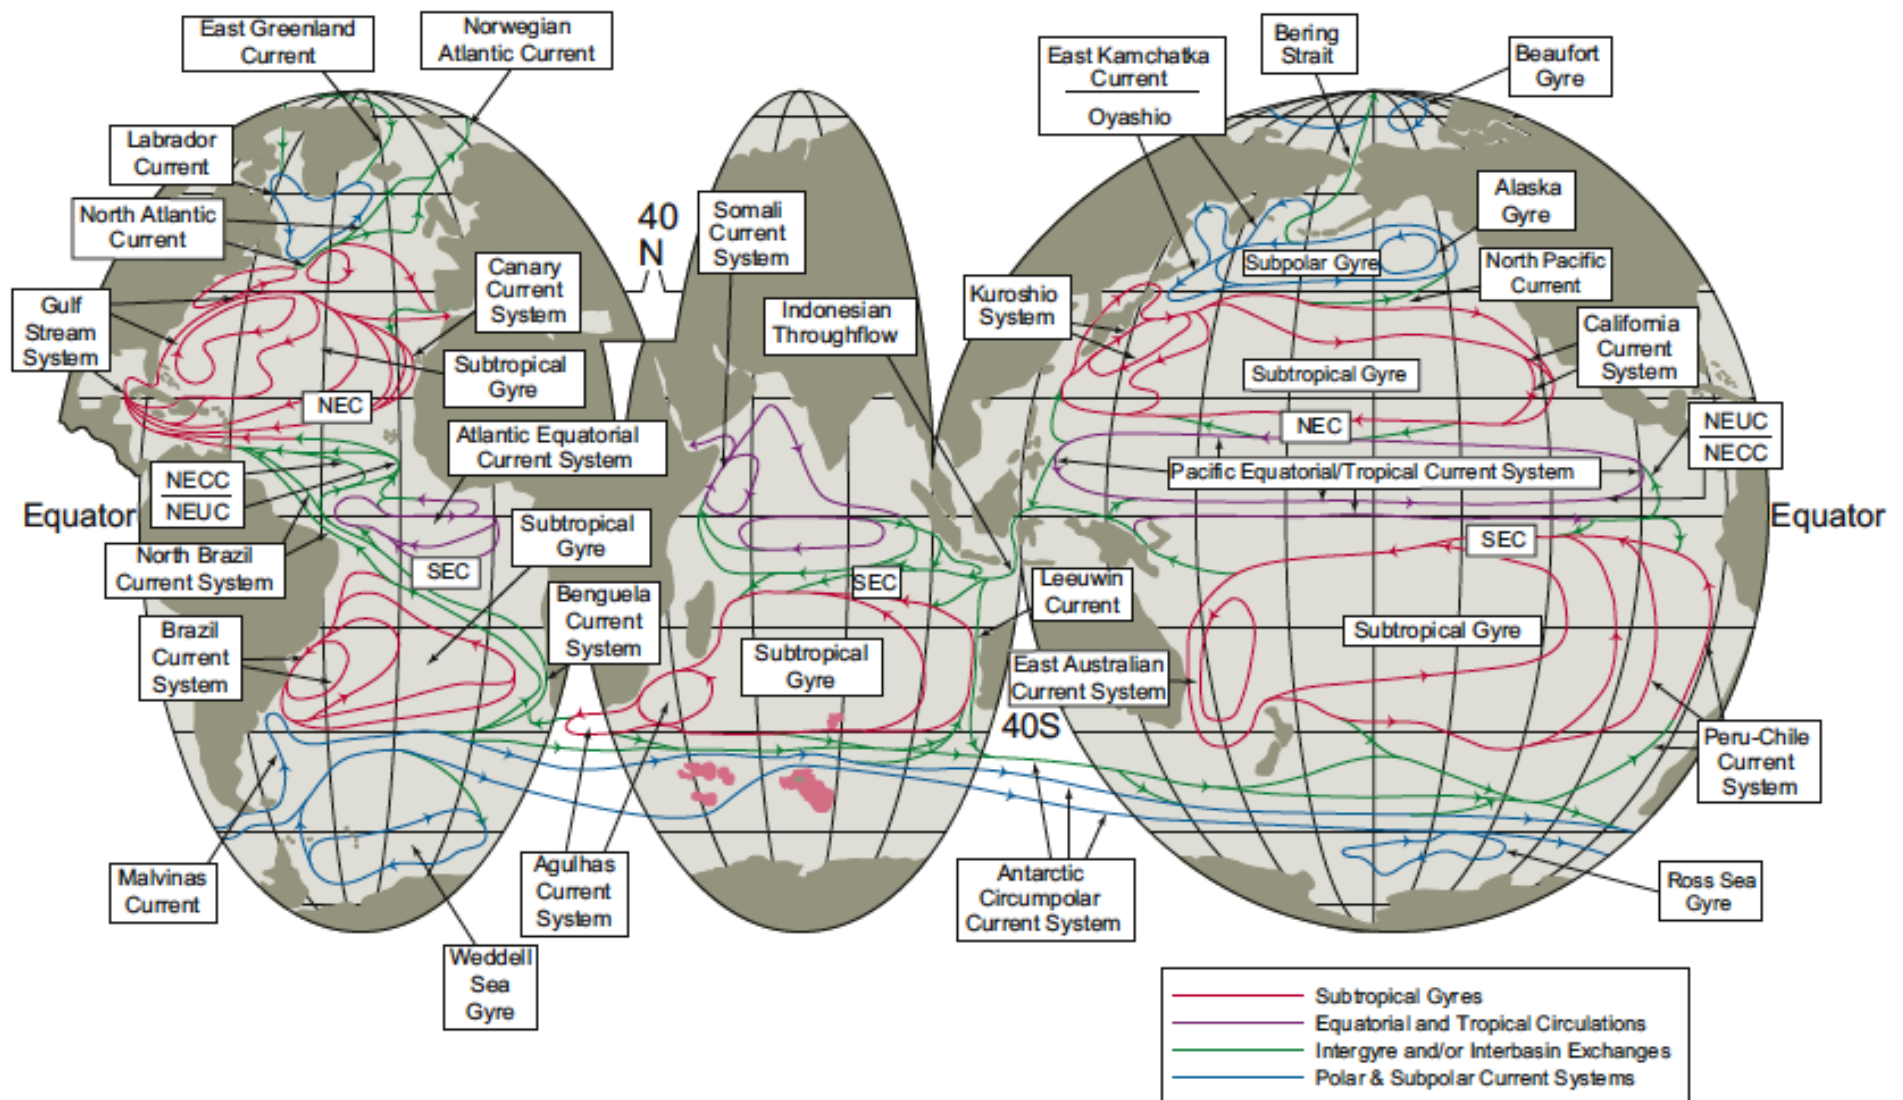 East Greenland
Current
Norwegian
Atlantic Current
Bering
Strait
East Kamchatka
Current
Oyashio
Beaufort
Gyre
Labrador
Current
North Atlantic
Current
40
N
Somali
Current
System
Alaska
Gyre
Gulf
Stream
System
Canary
Current
System
Indonesian
Throughflow
Kuroshio
System
Subpolar Gyre
North Pacific
Current
Subtropical
Gyre
California
Current
System
Subtropical Gyre
NEC
NEC
Atlantic Equatorial
Current System
NEUC
NECC
Pacific Equatorial/Tropical Current System
NECC
NEUC
Equator
Subtropical
Gyre
Equator
North Brazil
Current System
SEC
SEC
SEC
Benguela
Current
System
Leeuwin
Current
Brazil
Current
System
Subtropical
Gyre
Subtropical Gyre
East Australian
Current System
40S
Peru-Chile
Current
System
Malvinas
Current
Agulhas
Current
System
Antarctic
Circumpolar
Current System
Ross Sea
Gyre
Weddell
Sea
Gyre
Subtropical Gyres
Equatorial and Tropical Circulations
Intergyre and/or Interbasin Exchanges
Polar & Subpolar Current Systems